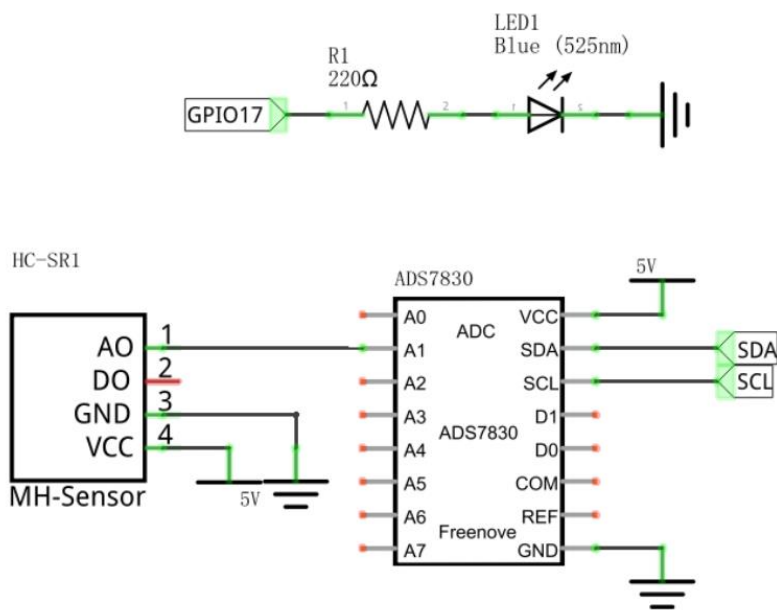 LED1
Blue (525nm)
R1
220Ω
GPIO17
1
2
r
s
HC-SR1
ADS7830
5V
AO 1
DO 2
GND 3
VCC 4
MH-Sensor
5V
A0 ADC VCC
A1 SDA
A2 SCL
A3 D1
A4 ADS7830 D0
A5 COM
A6 REF
A7 Freenove GND
SDA
SCL